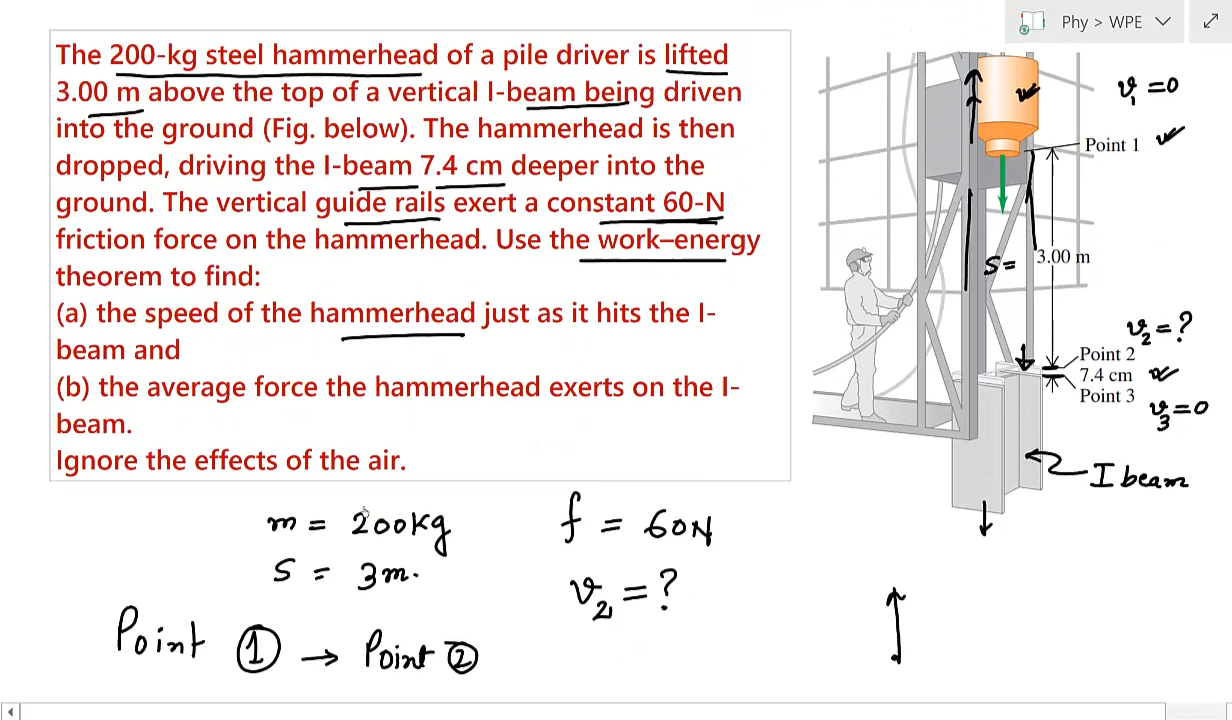 Phy > WPE
The 200-kg steel hammerhead of a pile driver is lifted
3.00 m above the top of a vertical I-beam being driven
into the ground (Fig. below). The hammerhead is then
dropped, driving the I-beam 7.4 cm deeper into the
ground. The vertical guide rails exert a constant 60-N
friction force on the hammerhead. Use the work–energy
theorem to find:
(a) the speed of the hammerhead just as it hits the I-
beam and
(b) the average force the hammerhead exerts on the I-
beam.
Ignore the effects of the air.
v₁ = 0
Point 1
s =
3.00 m
v₂ = ?
Point 2
7.4 cm
Point 3
v₃ = 0
I beam
m = 200kg
f = 60N
s = 3m.
v₂ = ?
Point ① → Point ②